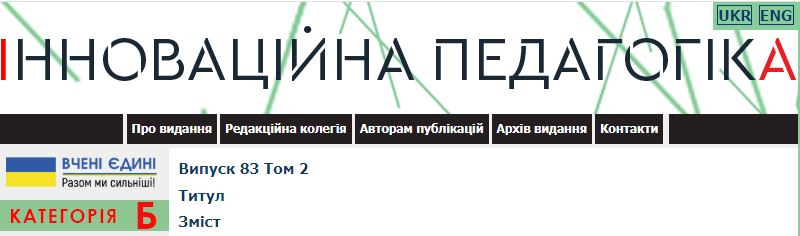 UKR ENG
ІННОВАЦІЙНА ПЕДАГОГІКА
Про видання Редакційна колегія Авторам публікацій Архів видання Контакти
ВЧЕНІ ЄДИНІ
Разом ми сильніші!
КАТЕГОРІЯ Б
Випуск 83 Том 2
Титул
Зміст